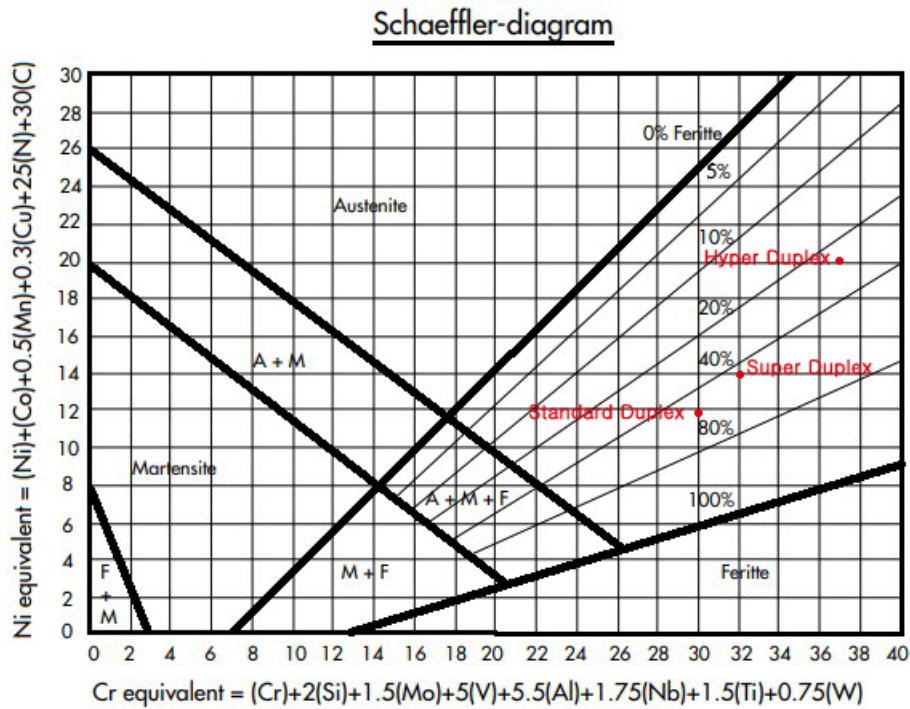 Schaeffler-diagram
Ni equivalent = (Ni)+(Co)+0.5(Mn)+0.3(Cu)+25(N)+30(C)
30
28
26
24
22
20
18
16
14
12
10
8
6
4
2
0
0% Feritte
5%
10%
20%
40%
80%
100%
Austenite
Hyper Duplex
Super Duplex
Standard Duplex
A + M
Martensite
A + M + F
M + F
F
+
M
Feritte
0 2 4 6 8 10 12 14 16 18 20 22 24 26 28 30 32 34 36 38 40
Cr equivalent = (Cr)+2(Si)+1.5(Mo)+5(V)+5.5(Al)+1.75(Nb)+1.5(Ti)+0.75(W)